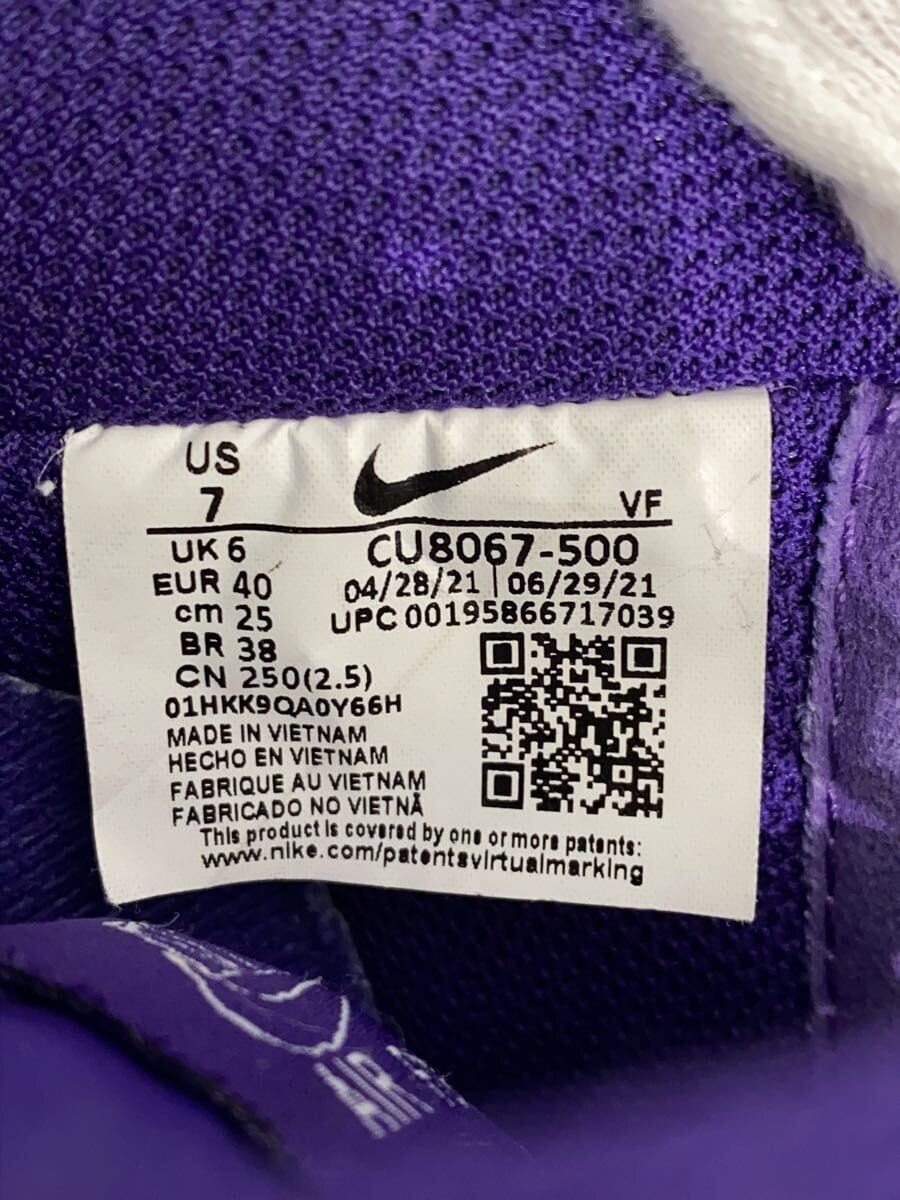 US
7
VF
UK 6
EUR 40
cm 25
BR 38
CN 250(2.5)
CU8067-500
04/28/21 | 06/29/21
UPC 00195866717039
01HKK9QA0Y66H
MADE IN VIETNAM
HECHO EN VIETNAM
FABRIQUE AU VIETNAM
FABRICADO NO VIETNÃ
This product is covered by one or more patents:
www.nike.com/patentsvirtualmarking
AIR